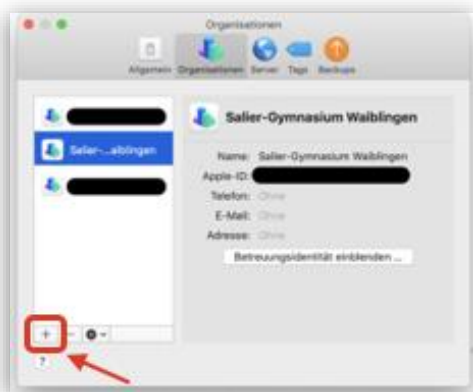 Organisationen
Allgemein Organisationen Server Tags Backups
Salier-...aiblingen
Salier-Gymnasium Waiblingen
Name: Salier-Gymnasium Waiblingen
Apple-ID:
Telefon: Ohne
E-Mail: Ohne
Adresse: Ohne
Betreuungsidentität einblenden ...
+ -
?